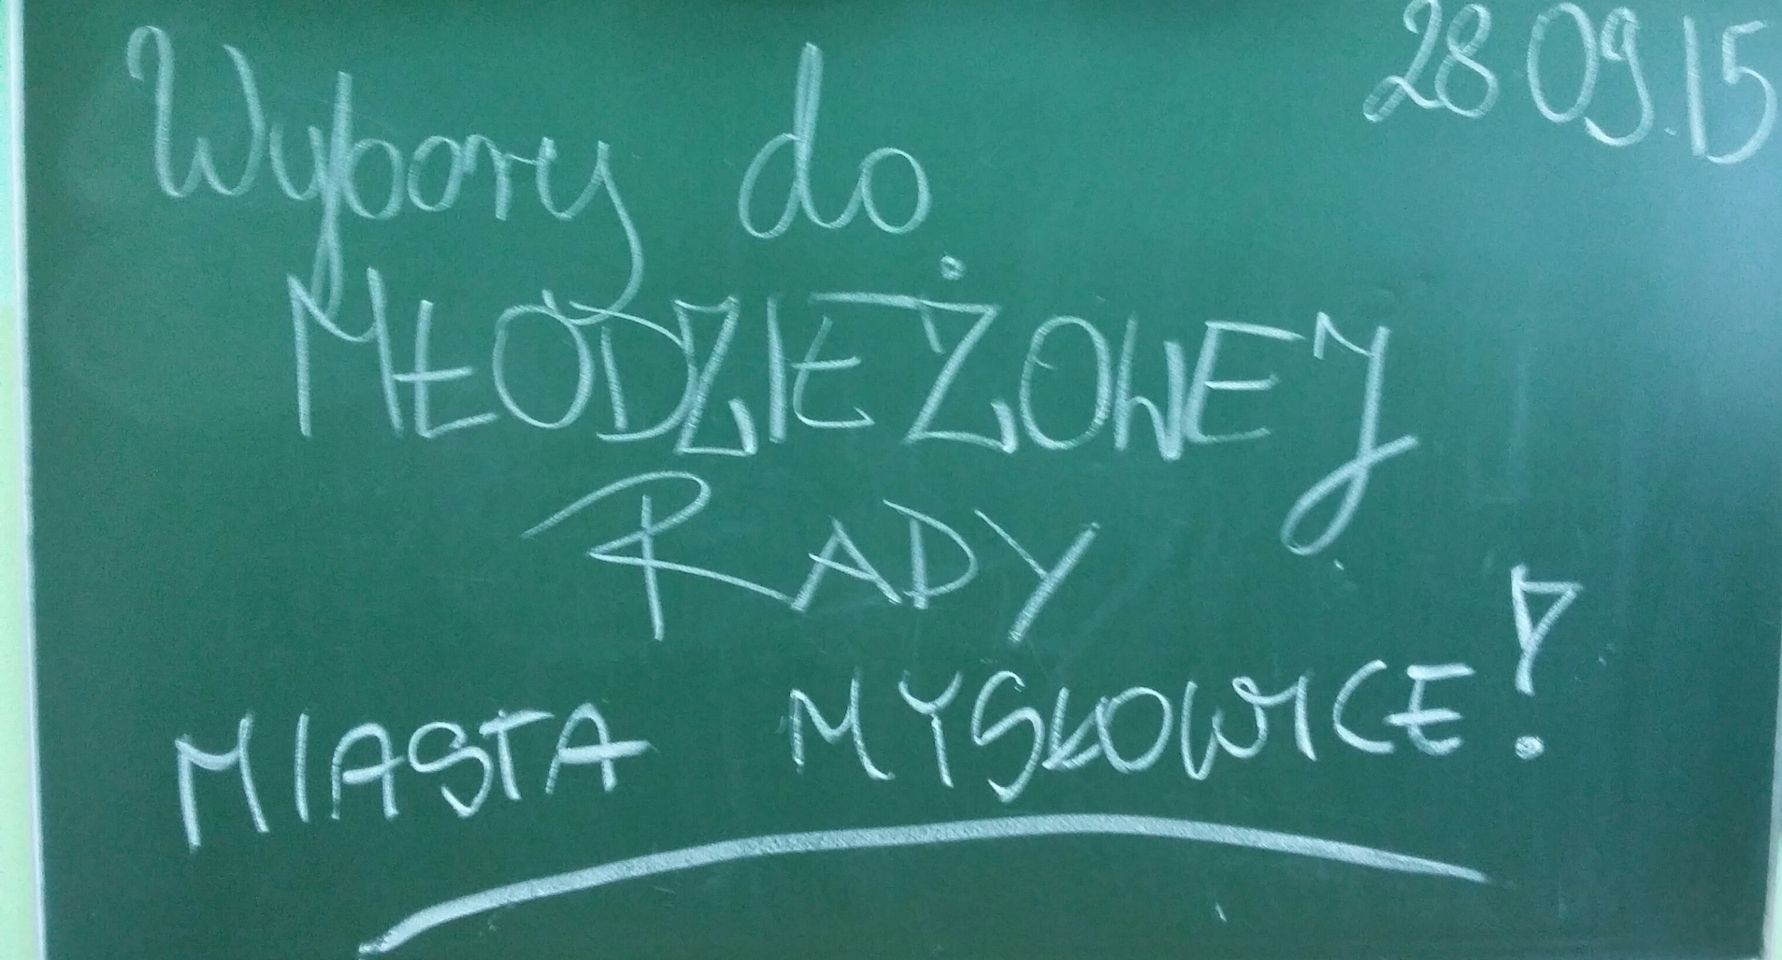 28 09.15
Wybory do
MŁODZIEŻOWEJ
RADY
MIASTA MYSŁOWICE!